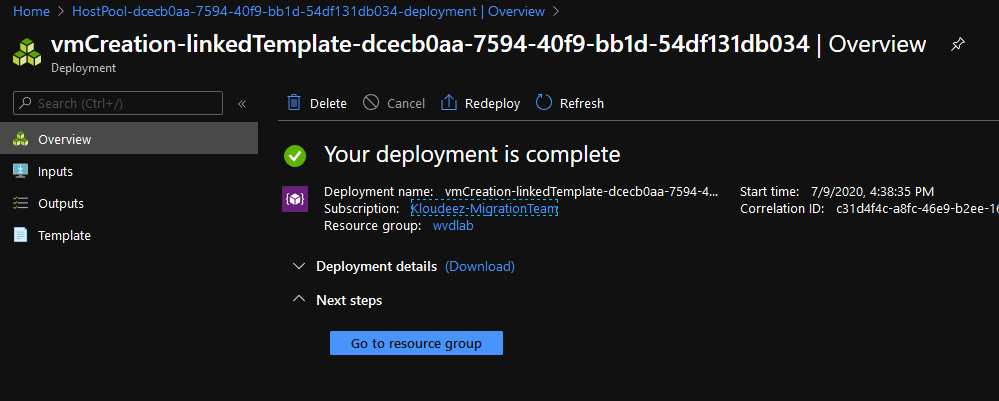 Home > HostPool-dcecb0aa-7594-40f9-bb1d-54df131db034-deployment | Overview >
vmCreation-linkedTemplate-dcecb0aa-7594-40f9-bb1d-54df131db034 | Overview
Deployment
Search (Ctrl+/) «
Delete Cancel Redeploy Refresh
Overview
Inputs
Outputs
Template
Your deployment is complete
Deployment name: vmCreation-linkedTemplate-dcecb0aa-7594-4... Start time: 7/9/2020, 4:38:35 PM
Subscription: Kloudeez-MigrationTeam Correlation ID: c31d4f4c-a8fc-46e9-b2ee-16
Resource group: wvdlab
Deployment details (Download)
Next steps
Go to resource group